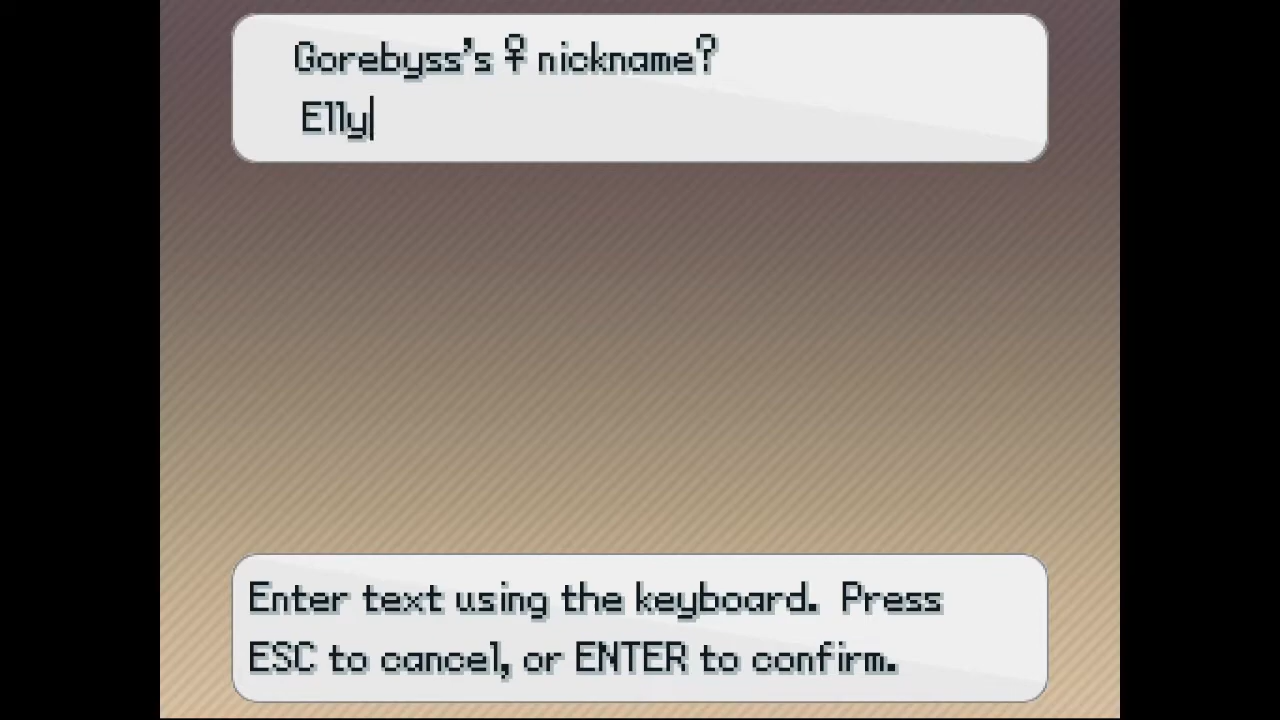 Gorebyss's ♀ nickname?
Elly
Enter text using the keyboard. Press
ESC to cancel, or ENTER to confirm.